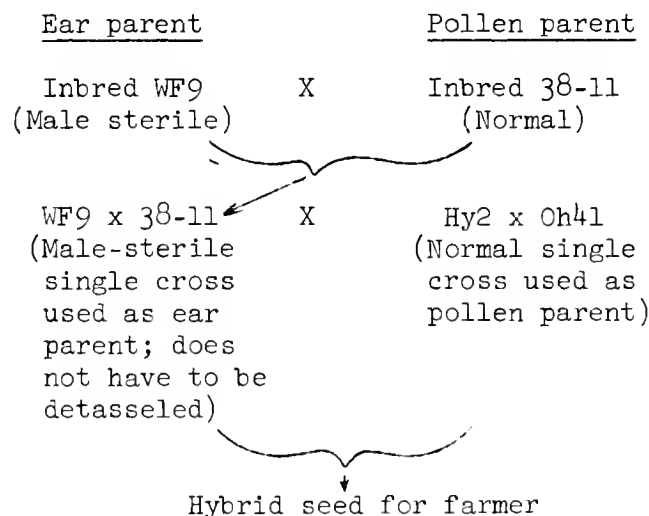 Ear parent Pollen parent
Inbred WF9 X Inbred 38-11
(Male sterile) (Normal)
WF9 x 38-11 X Hy2 x Oh41
(Male-sterile (Normal single
single cross cross used as
used as ear pollen parent)
parent; does
not have to be
detasseled)
Hybrid seed for farmer